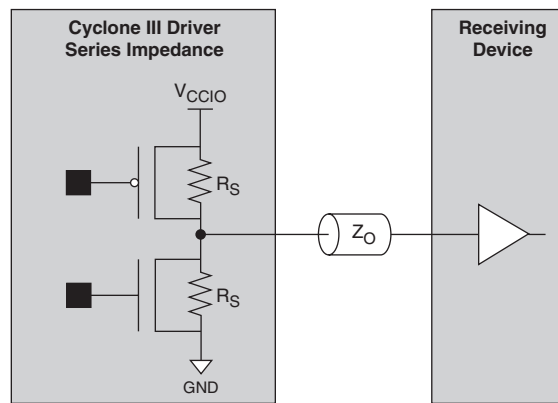 Cyclone III Driver
Series Impedance
Receiving
Device
VCCIO
RS
ZO
RS
GND